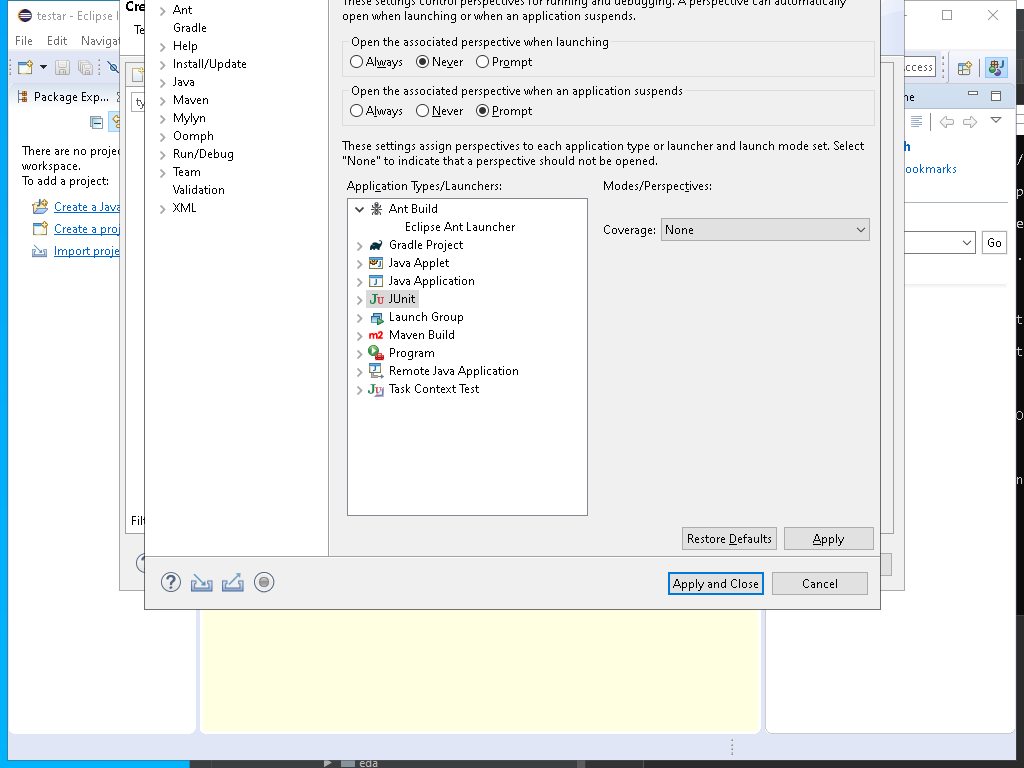 testar - Eclipse I
File Edit Navigat
Package Exp...
There are no projec
workspace.
To add a project:
Create a Java
Create a proj
Import proje
Cre
Te
ty
Filt
Ant
Gradle
Help
Install/Update
Java
Maven
Mylyn
Oomph
Run/Debug
Team
Validation
XML
These settings control perspectives for running and debugging. A perspective can automatically
open when launching or when an application suspends.
Open the associated perspective when launching
Always Never Prompt
Open the associated perspective when an application suspends
Always Never Prompt
These settings assign perspectives to each application type or launcher and launch mode set. Select
"None" to indicate that a perspective should not be opened.
Application Types/Launchers:
Modes/Perspectives:
Ant Build
Eclipse Ant Launcher
Gradle Project
Java Applet
Java Application
JUnit
Launch Group
Maven Build
Program
Remote Java Application
Task Context Test
Coverage: None
Restore Defaults Apply
Apply and Close Cancel
ccess
ne
h
ookmarks
Go
eda